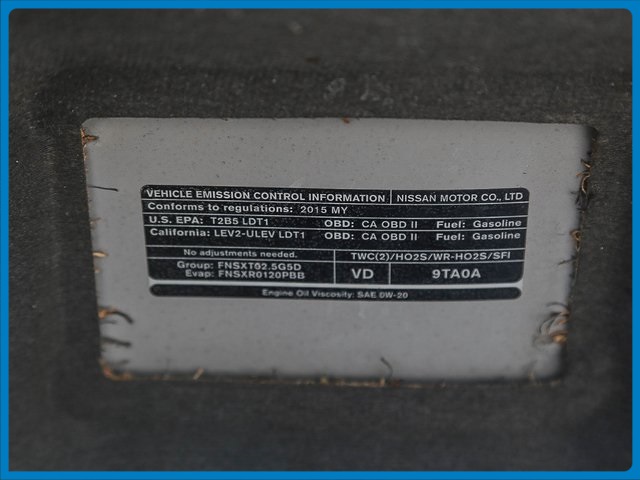 VEHICLE EMISSION CONTROL INFORMATION NISSAN MOTOR CO., LTD
Conforms to regulations: 2015 MY
U.S. EPA: T2B5 LDT1 OBD: CA OBD II Fuel: Gasoline
California: LEV2-ULEV LDT1 OBD: CA OBD II Fuel: Gasoline
No adjustments needed. TWC(2)/HO2S/WR-HO2S/SFI
Group: FNSXT02.5G5D VD 9TA0A
Evap: FNSXR0120PBB
Engine Oil Viscosity: SAE 0W-20